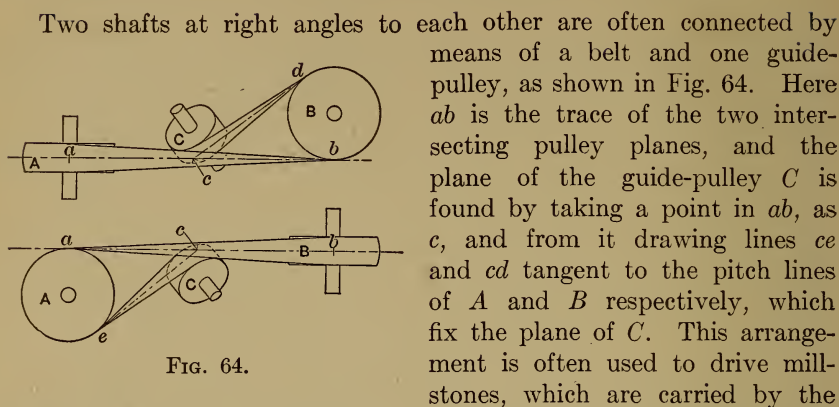 Two shafts at right angles to each other are often connected by
means of a belt and one guide-
pulley, as shown in Fig. 64. Here
ab is the trace of the two inter-
secting pulley planes, and the
plane of the guide-pulley C is
found by taking a point in ab, as
c, and from it drawing lines ce
and cd tangent to the pitch lines
of A and B respectively, which
fix the plane of C. This arrange-
ment is often used to drive mill-
stones, which are carried by the
d
B
C
A
a
b
c
a
c
b
B
A
C
e
Fig. 64.